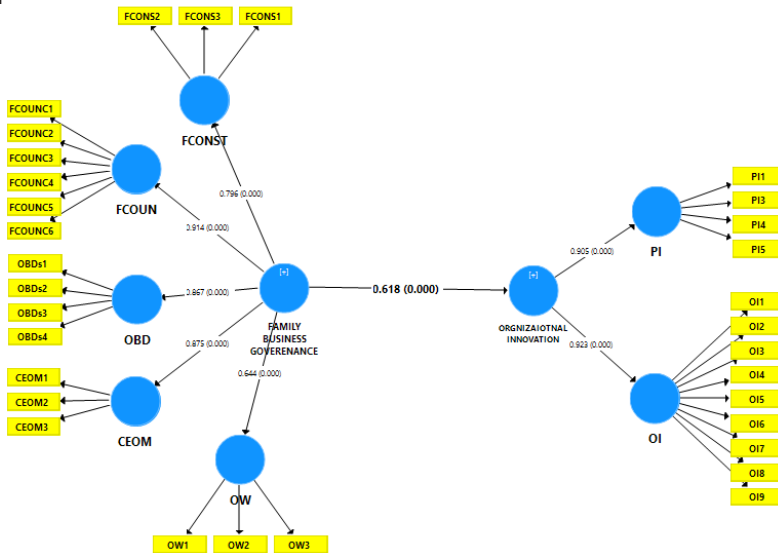 FCONS2 FCONS3 FCONS1
FCONST
FCOUNC1
FCOUNC2
FCOUNC3
FCOUNC4
FCOUNC5
FCOUNC6
FCOUN
0.796 (0.000)
0.914 (0.000)
OBDs1
OBDs2
OBDs3
OBDs4
OBD
0.867 (0.000)
[+]
FAMILY
BUSINESS
GOVERENANCE
0.618 (0.000)
CEOM1
CEOM2
CEOM3
CEOM
0.875 (0.000)
0.644 (0.000)
OW
OW1 OW2 OW3
[+]
ORGNIZAIOTNAL
INNOVATION
0.905 (0.000)
PI
PI1
PI3
PI4
PI5
0.923 (0.000)
OI
OI1
OI2
OI3
OI4
OI5
OI6
OI7
OI8
OI9